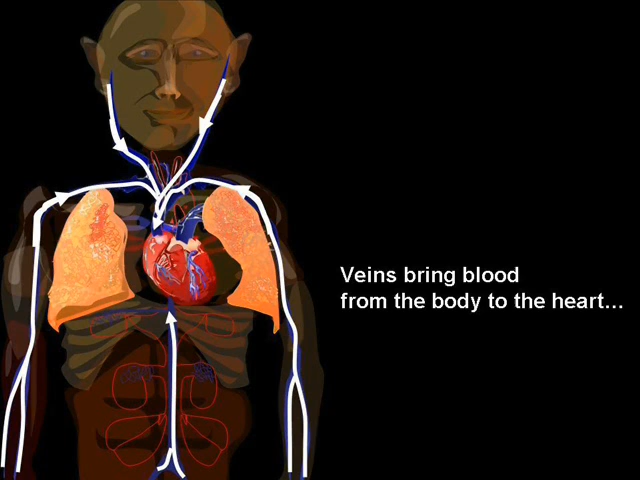 Veins bring blood
from the body to the heart...